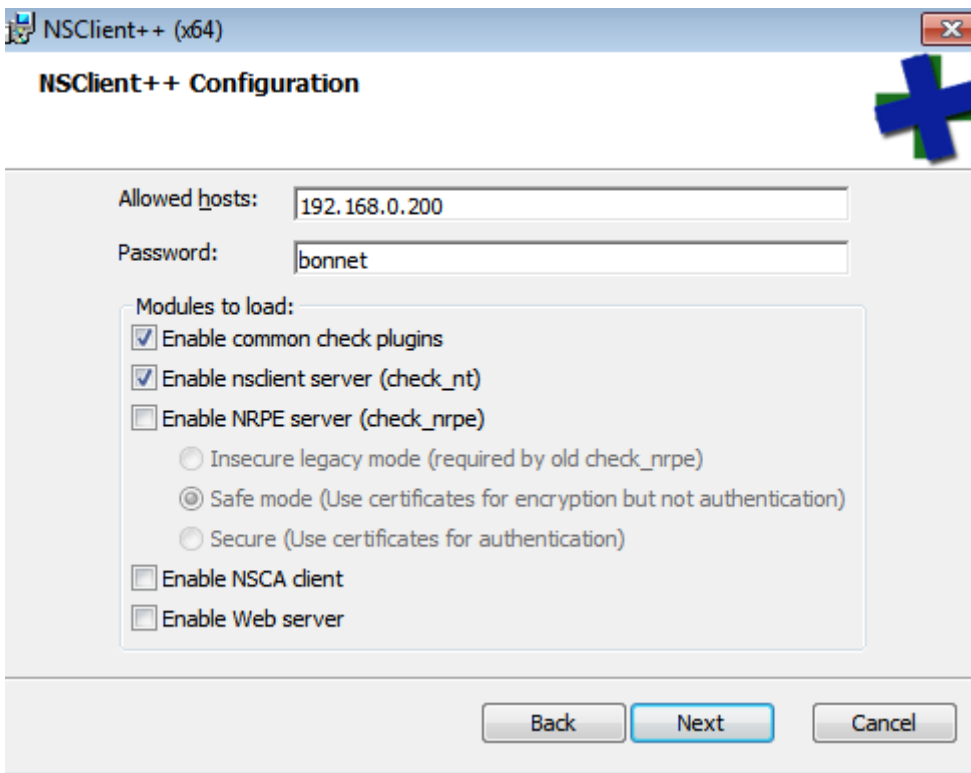 NSClient++ (x64)
NSClient++ Configuration
Allowed hosts: 192.168.0.200
Password: bonnet
Modules to load:
Enable common check plugins
Enable nsclient server (check_nt)
Enable NRPE server (check_nrpe)
Insecure legacy mode (required by old check_nrpe)
Safe mode (Use certificates for encryption but not authentication)
Secure (Use certificates for authentication)
Enable NSCA client
Enable Web server
Back Next Cancel